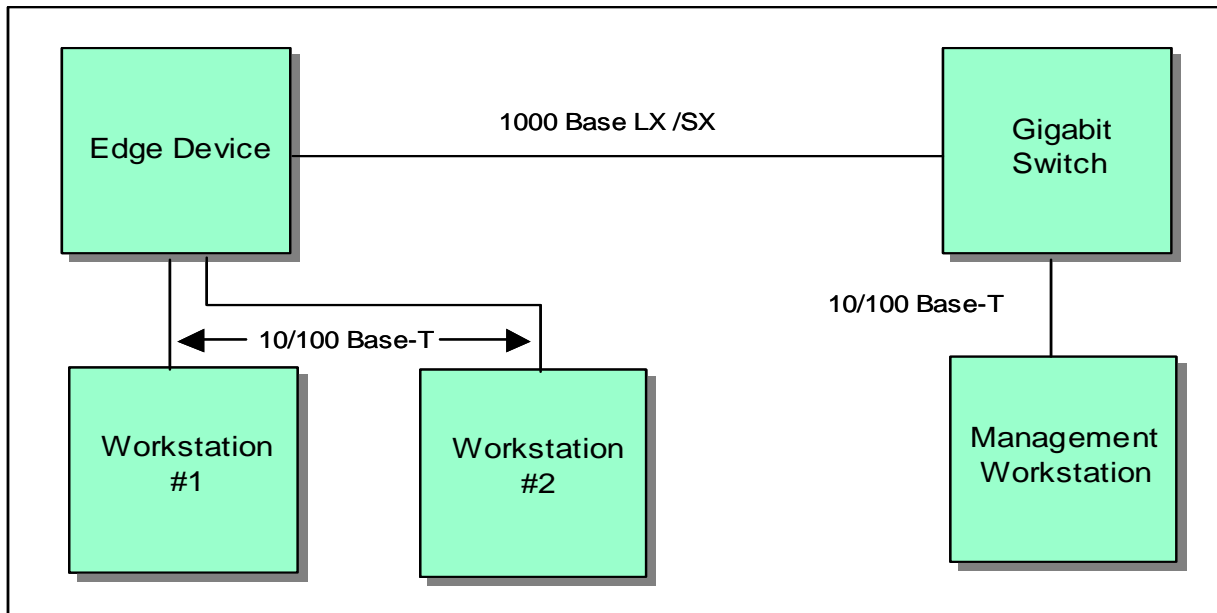 Edge Device
1000 Base LX /SX
Gigabit
Switch
10/100 Base-T
10/100 Base-T
Workstation
#1
Workstation
#2
Management
Workstation